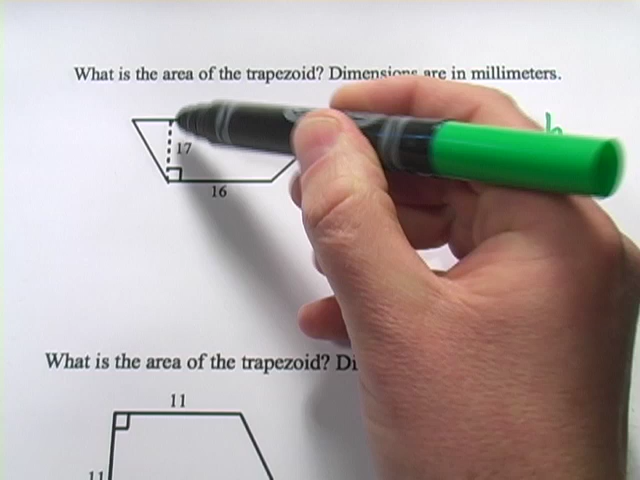 What is the area of the trapezoid? Dimensions are in millimeters.
b
17
16
What is the area of the trapezoid? Di
11
11